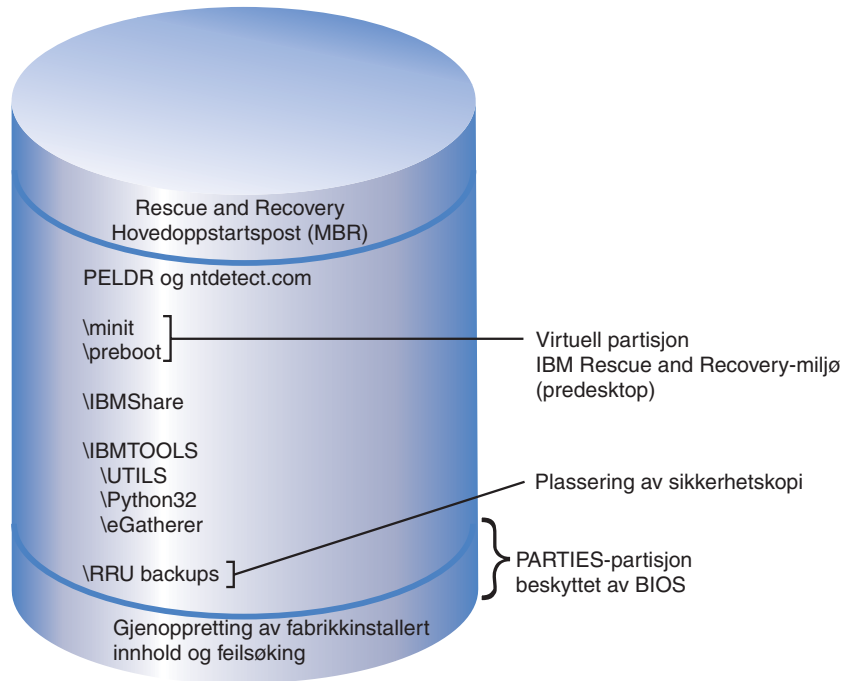 Rescue and Recovery
Hovedoppstartspost (MBR)
PELDR og ntdetect.com
\minit
\preboot
Virtuell partisjon
IBM Rescue and Recovery-miljø
(predesktop)
\IBMShare
\IBMTOOLS
\UTILS
\Python32
\eGatherer
Plassering av sikkerhetskopi
\RRU backups
PARTIES-partisjon
beskyttet av BIOS
Gjenoppretting av fabrikkinstallert
innhold og feilsøking